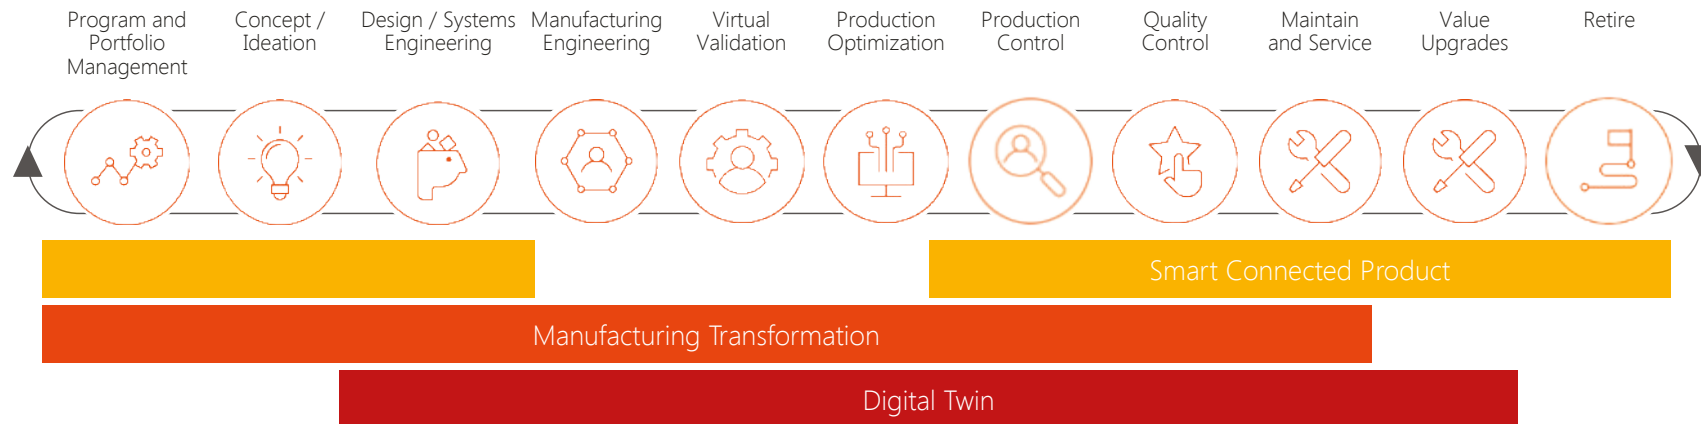 Program and
Portfolio
Management
Concept /
Ideation
Design / Systems
Engineering
Manufacturing
Engineering
Virtual
Validation
Production
Optimization
Production
Control
Quality
Control
Maintain
and Service
Value
Upgrades
Retire
Smart Connected Product
Manufacturing Transformation
Digital Twin